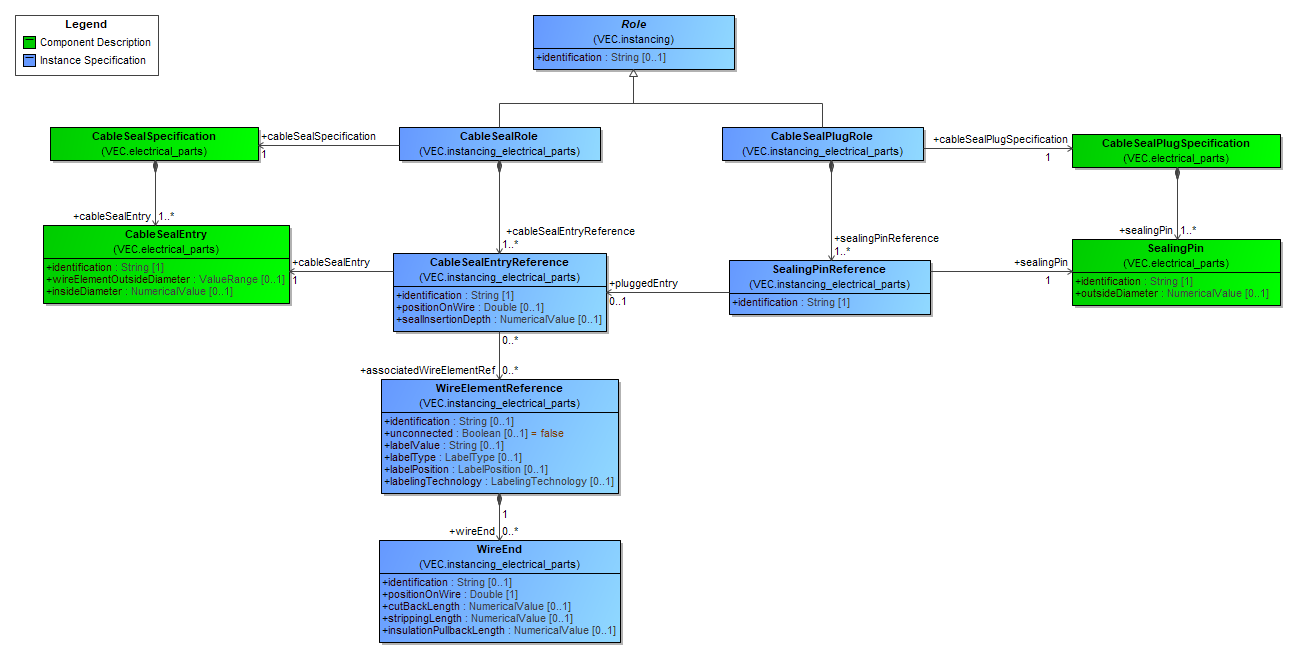 Legend
Component Description
Instance Specification
Role
(VEC.instancing)
+identification : String [0..1]
CableSealSpecification
(VEC.electrical_parts)
+cableSealSpecification
1
CableSealRole
(VEC.instancing_electrical_parts)
CableSealPlugRole
(VEC.instancing_electrical_parts)
+cableSealPlugSpecification
1
CableSealPlugSpecification
(VEC.electrical_parts)
+cableSealEntry
1..*
+cableSealEntryReference
1..*
+sealingPinReference
1..*
+sealingPin
1..*
CableSealEntry
(VEC.electrical_parts)
+identification : String [1]
+wireElementOutsideDiameter : ValueRange [0..1]
+insideDiameter : NumericalValue [0..1]
+cableSealEntry
1
CableSealEntryReference
(VEC.instancing_electrical_parts)
+identification : String [1]
+positionOnWire : Double [0..1]
+sealInsertionDepth : NumericalValue [0..1]
+pluggedEntry
0..1
SealingPinReference
(VEC.instancing_electrical_parts)
+identification : String [1]
+sealingPin
1
SealingPin
(VEC.electrical_parts)
+identification : String [1]
+outsideDiameter : NumericalValue [0..1]
0..*
+associatedWireElementRef
0..*
WireElementReference
(VEC.instancing_electrical_parts)
+identification : String [0..1]
+unconnected : Boolean [0..1] = false
+labelValue : String [0..1]
+labelType : LabelType [0..1]
+labelPosition : LabelPosition [0..1]
+labelingTechnology : LabelingTechnology [0..1]
1
+wireEnd
0..*
WireEnd
(VEC.instancing_electrical_parts)
+identification : String [0..1]
+positionOnWire : Double [1]
+cutBackLength : NumericalValue [0..1]
+strippingLength : NumericalValue [0..1]
+insulationPullbackLength : NumericalValue [0..1]